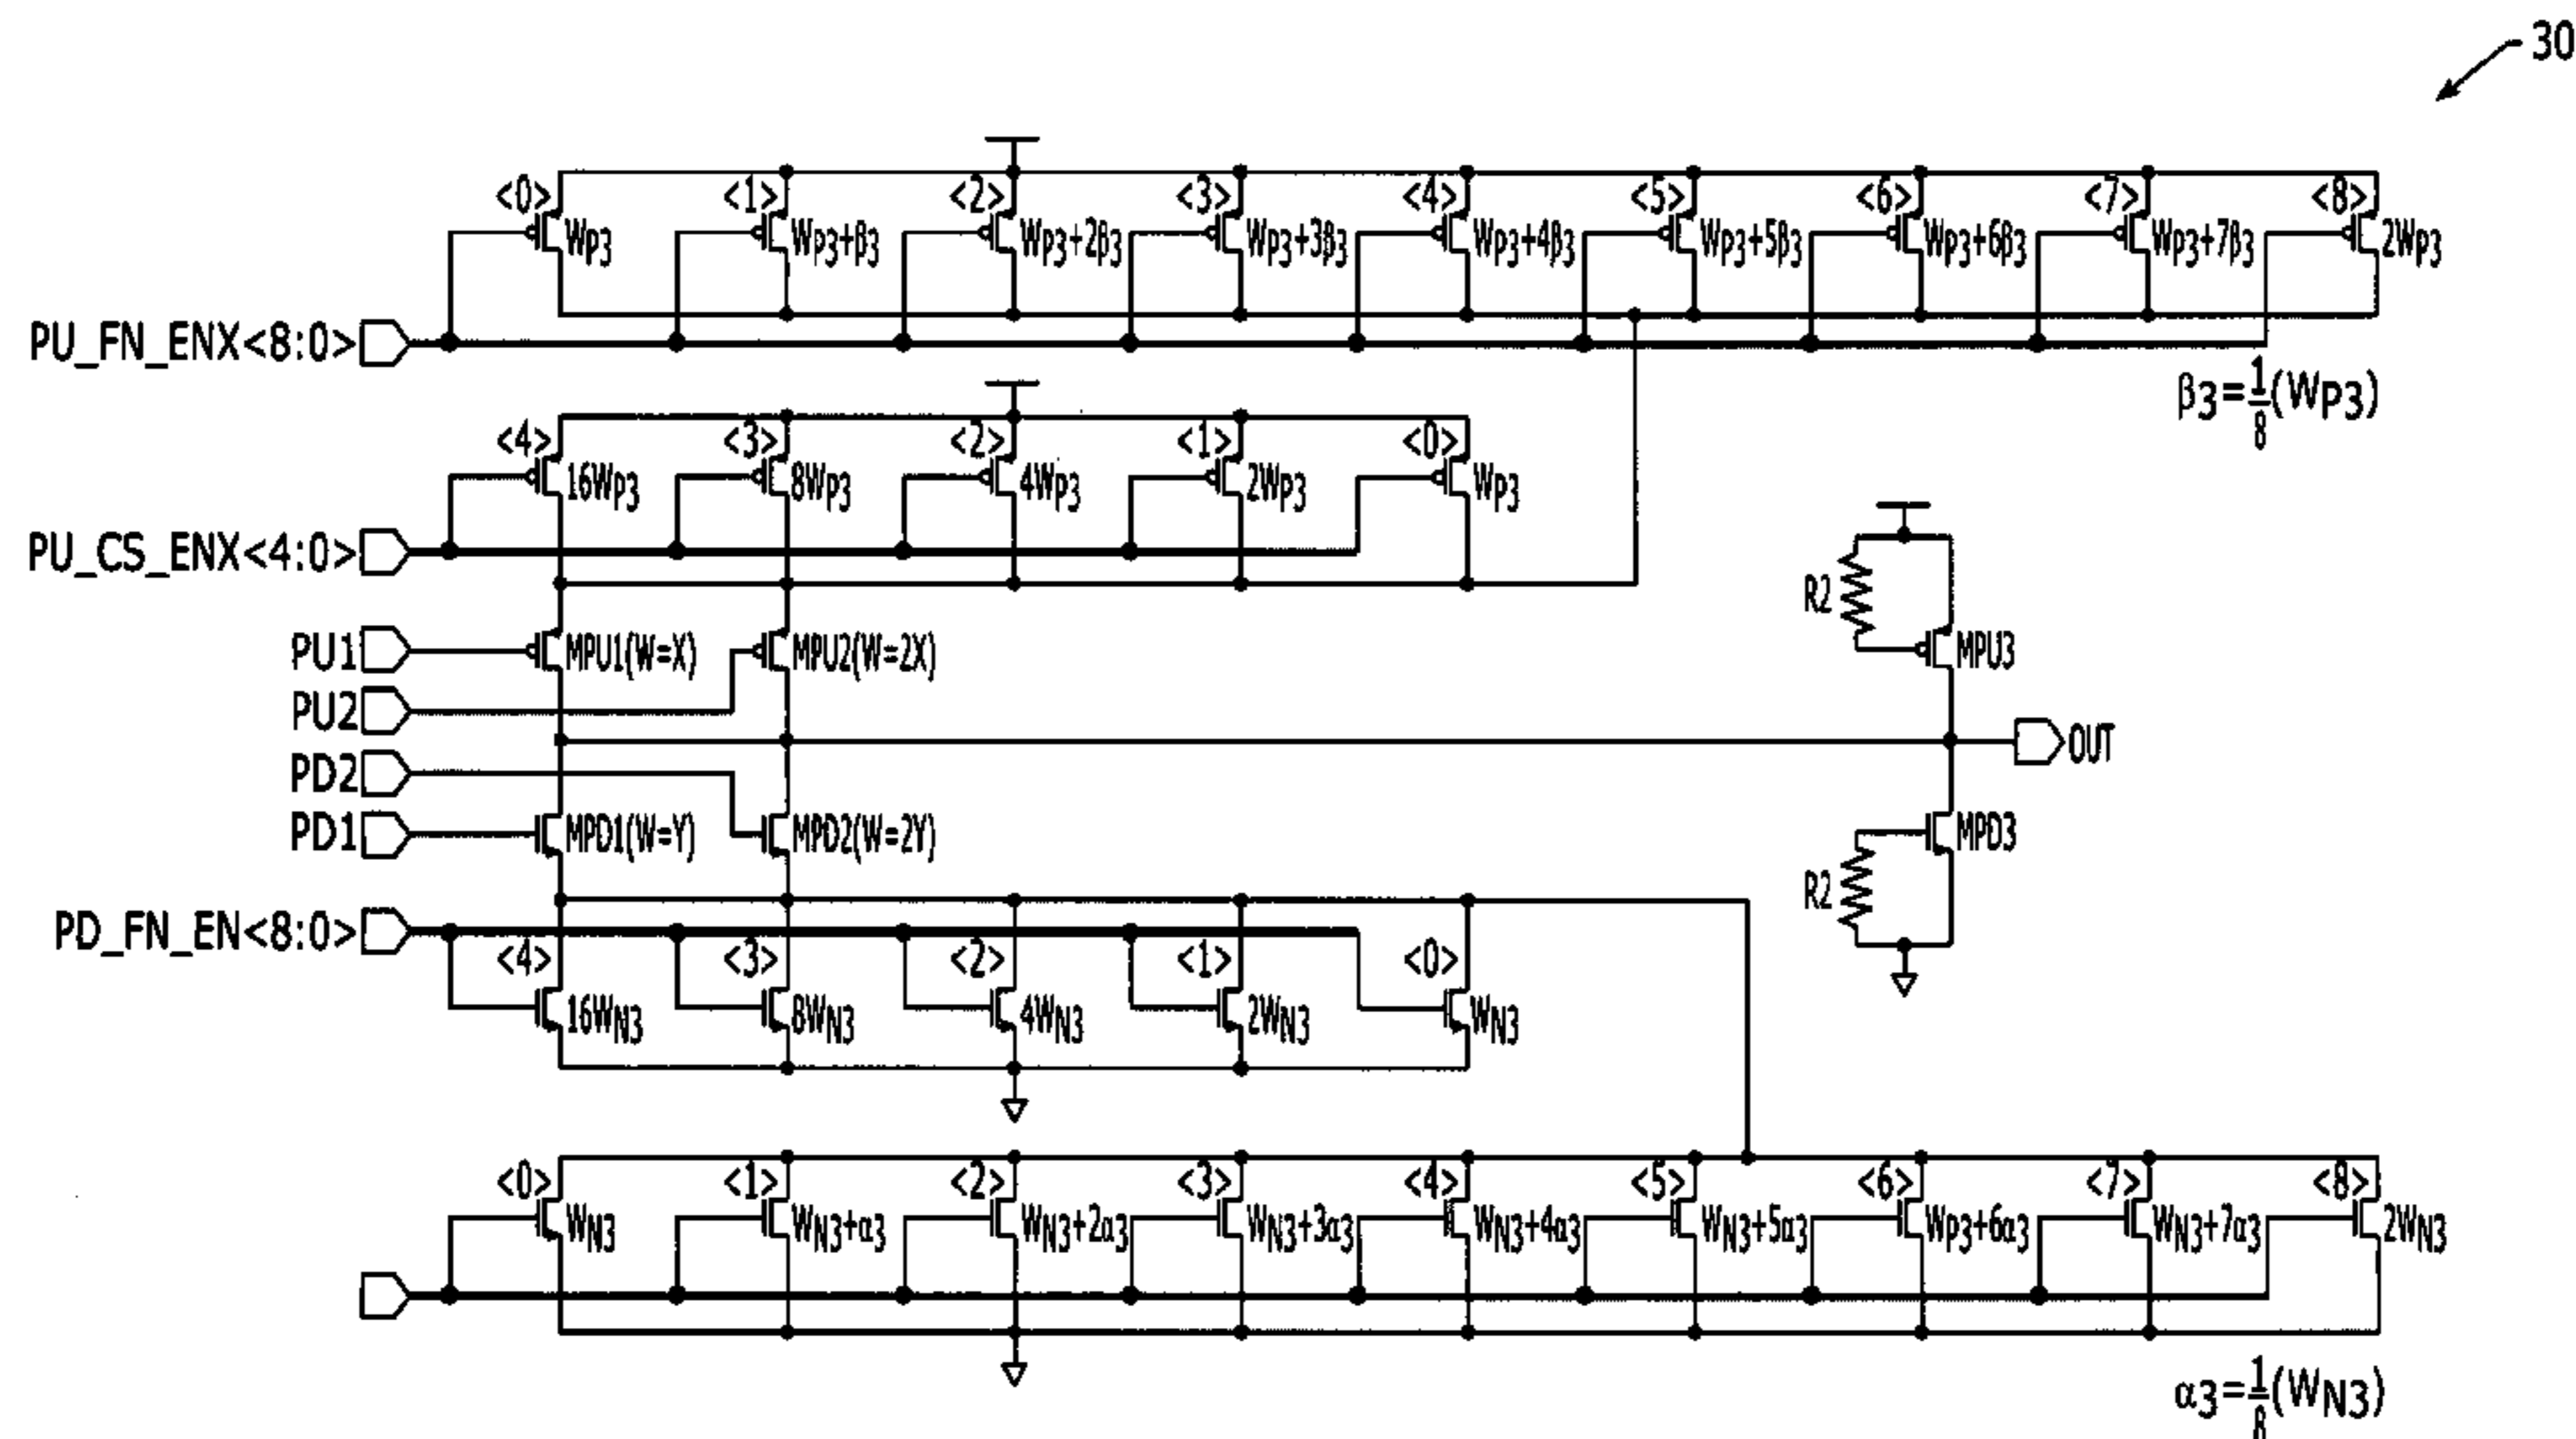 30
<0> <1> <2> <3> <4> <5> <6> <7> <8>
WP3 WP3+β3 WP3+2β3 WP3+3β3 WP3+4β3 WP3+5β3 WP3+6β3 WP3+7β3 2WP3
PU_FN_ENX<8:0>
β3=1/8(WP3)
<4> <3> <2> <1> <0>
16WP3 8WP3 4WP3 2WP3 WP3
PU_CS_ENX<4:0>
R2
PU1 MPU1(W=X) MPU2(W=2X) MPU3
PU2
OUT
PD2
PD1 MPD1(W=Y) MPD2(W=2Y) MPD3
R2
PD_FN_EN<8:0>
<4> <3> <2> <1> <0>
16WN3 8WN3 4WN3 2WN3 WN3
<0> <1> <2> <3> <4> <5> <6> <7> <8>
WN3 WN3+α3 WN3+2α3 WN3+3α3 WN3+4α3 WN3+5α3 WP3+6α3 WN3+7α3 2WN3
α3=1/8(WN3)